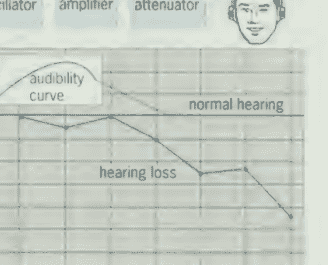 amplifier attenuator
audibility
curve
normal hearing
hearing loss